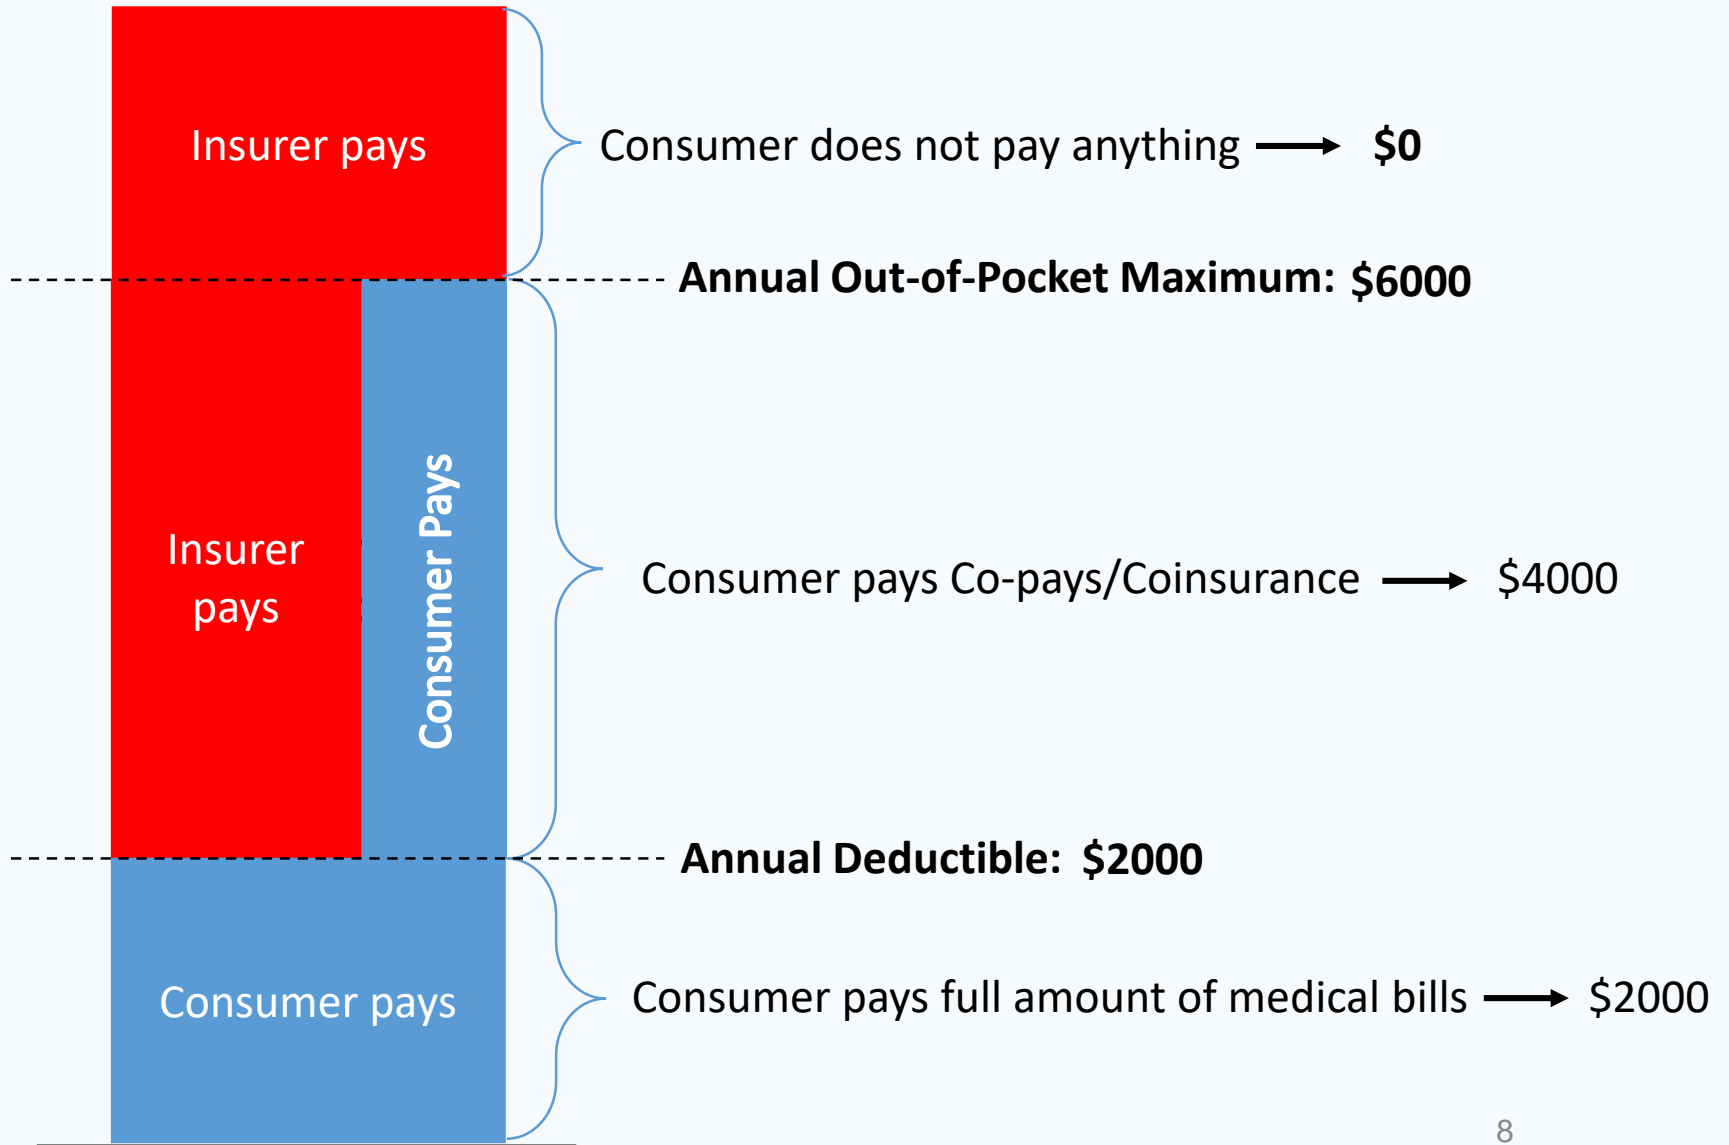 Insurer pays
Consumer does not pay anything → $0
Annual Out-of-Pocket Maximum: $6000
Insurer
pays
Consumer Pays
Consumer pays Co-pays/Coinsurance → $4000
Annual Deductible: $2000
Consumer pays
Consumer pays full amount of medical bills → $2000
8